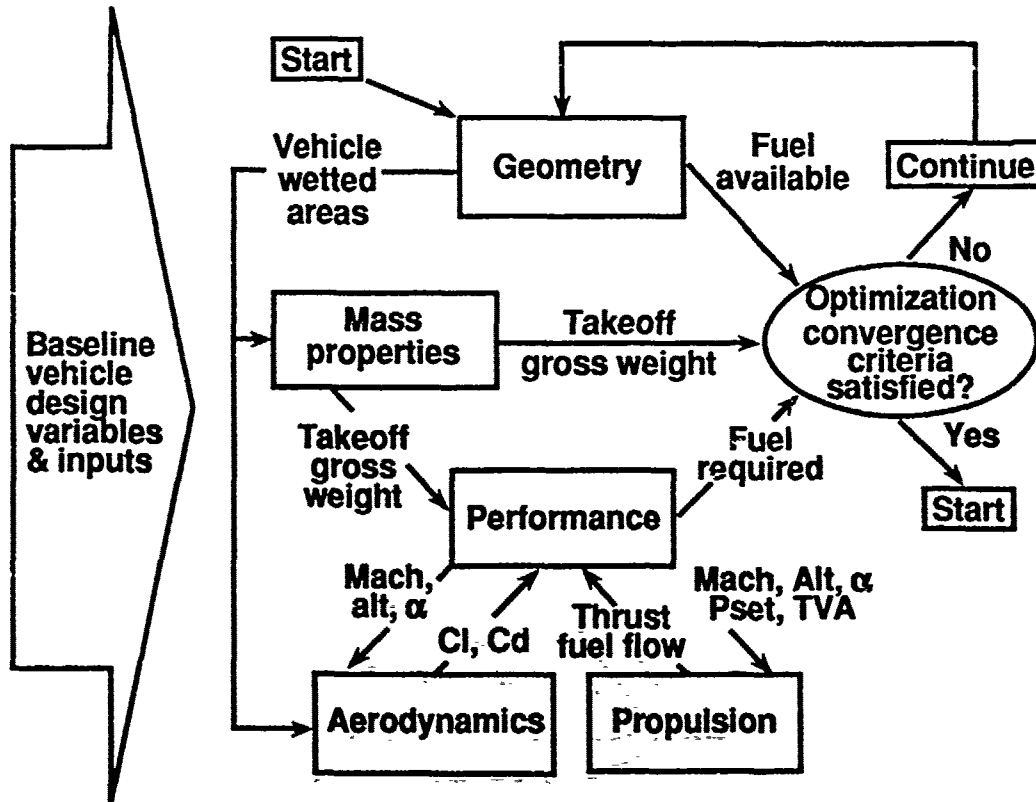 Start
Geometry
Vehicle
wetted
areas
Fuel
available
Continue
No
Optimization
convergence
criteria
satisfied?
Yes
Start
Mass
properties
Takeoff
gross weight
Baseline
vehicle
design
variables
& inputs
Takeoff
gross
weight
Fuel
required
Performance
Mach,
alt, α
Cl, Cd
Thrust
fuel flow
Mach, Alt, α
Pset, TVA
Aerodynamics
Propulsion